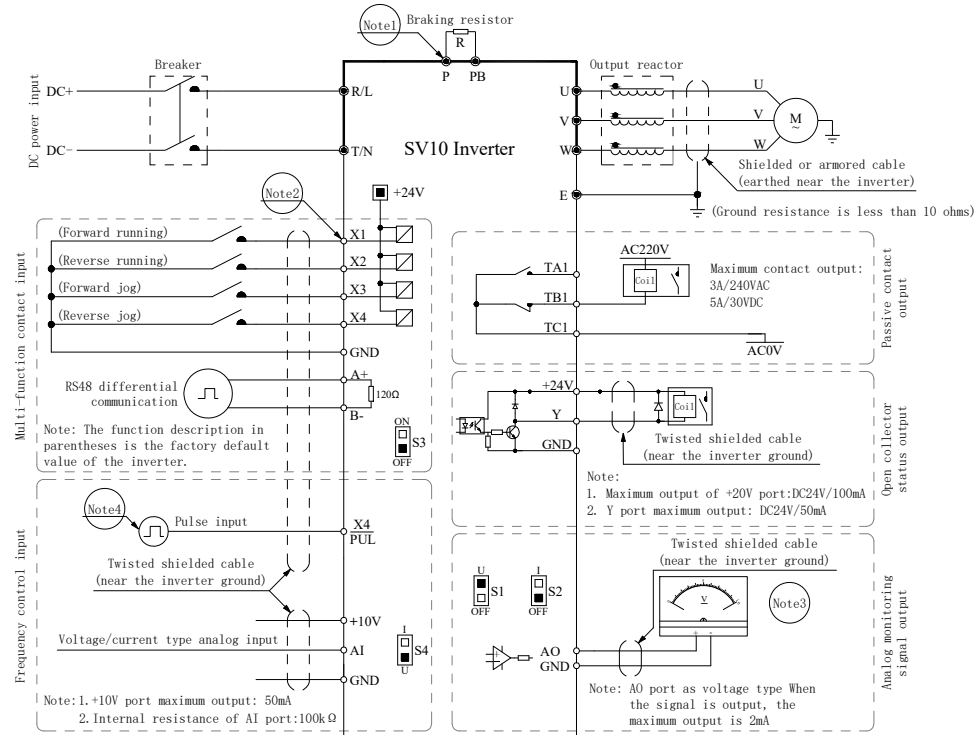 Note1
Braking resistor
R
P
PB
Breaker
DC power input
DC+
DC−
R/L
T/N
SV10 Inverter
Output reactor
U
V
W
U
V
W
M
~
E
Shielded or armored cable
(earthed near the inverter)
(Ground resistance is less than 10 ohms)
Note2
+24V
Multi-function contact input
(Forward running)
X1
(Reverse running)
X2
(Forward jog)
X3
(Reverse jog)
X4
GND
RS48 differential
communication
A+
120Ω
B-
Note: The function description in
parentheses is the factory default
value of the inverter.
ON
S3
OFF
Frequency control input
Note4
Pulse input
X4
PUL
Twisted shielded cable
(near the inverter ground)
+10V
Voltage/current type analog input
AI
GND
I
S4
U
Note:1.+10V port maximum output: 50mA
2.Internal resistance of AI port:100kΩ
TA1
TB1
TC1
AC220V
Coil
AC0V
Maximum contact output:
3A/240VAC
5A/30VDC
Passive contact
output
+24V
Y
GND
Coil
Twisted shielded cable
(near the inverter ground)
Note:
1. Maximum output of +20V port:DC24V/100mA
2. Y port maximum output: DC24V/50mA
Open collector
status output
Twisted shielded cable
(near the inverter ground)
U
S1
OFF
I
S2
OFF
V
+ -
Note3
AO
GND
Note: AO port as voltage type When
the signal is output, the
maximum output is 2mA
Analog monitoring
signal output